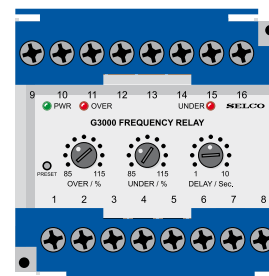 9 10 11 12 13 14 15 16
PWR OVER UNDER SELCO
G3000 FREQUENCY RELAY
PRESET
85 115 85 115 1 10
OVER / % UNDER / % DELAY / Sec.
1 2 3 4 5 6 7 8